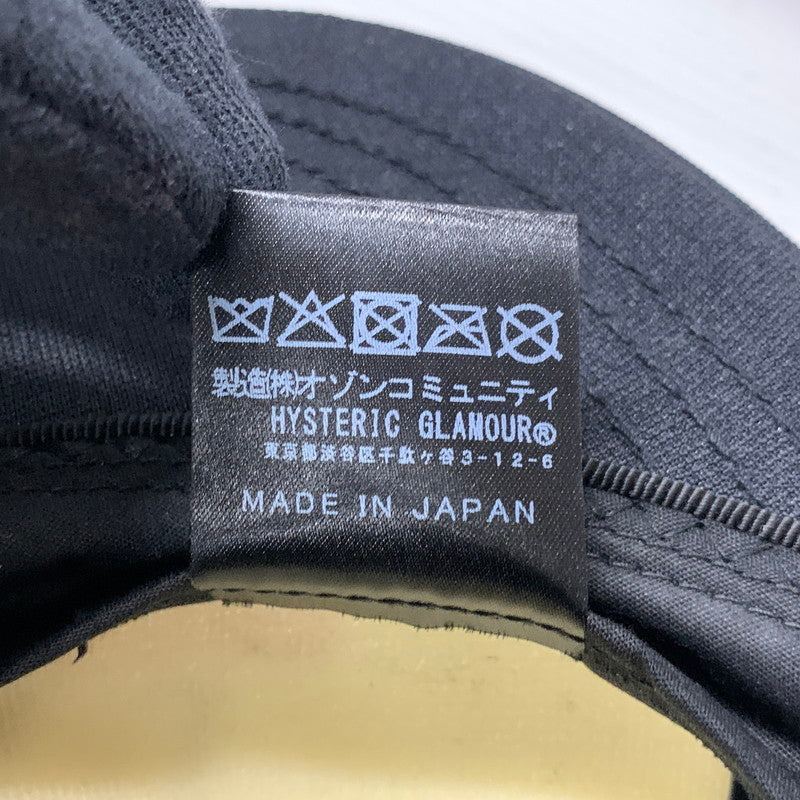 製造(株)オゾンコミュニティ
HYSTERIC GLAMOUR®
東京都渋谷区千駄ヶ谷3-12-6
MADE IN JAPAN